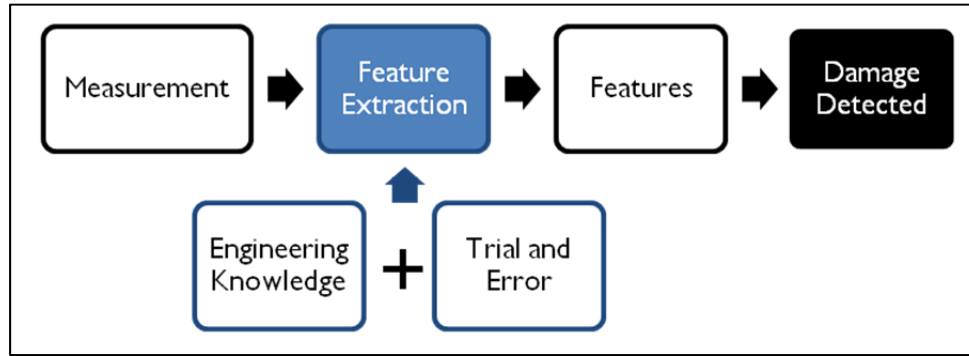 Measurement
Feature
Extraction
Features
Damage
Detected
Engineering
Knowledge
+
Trial and
Error